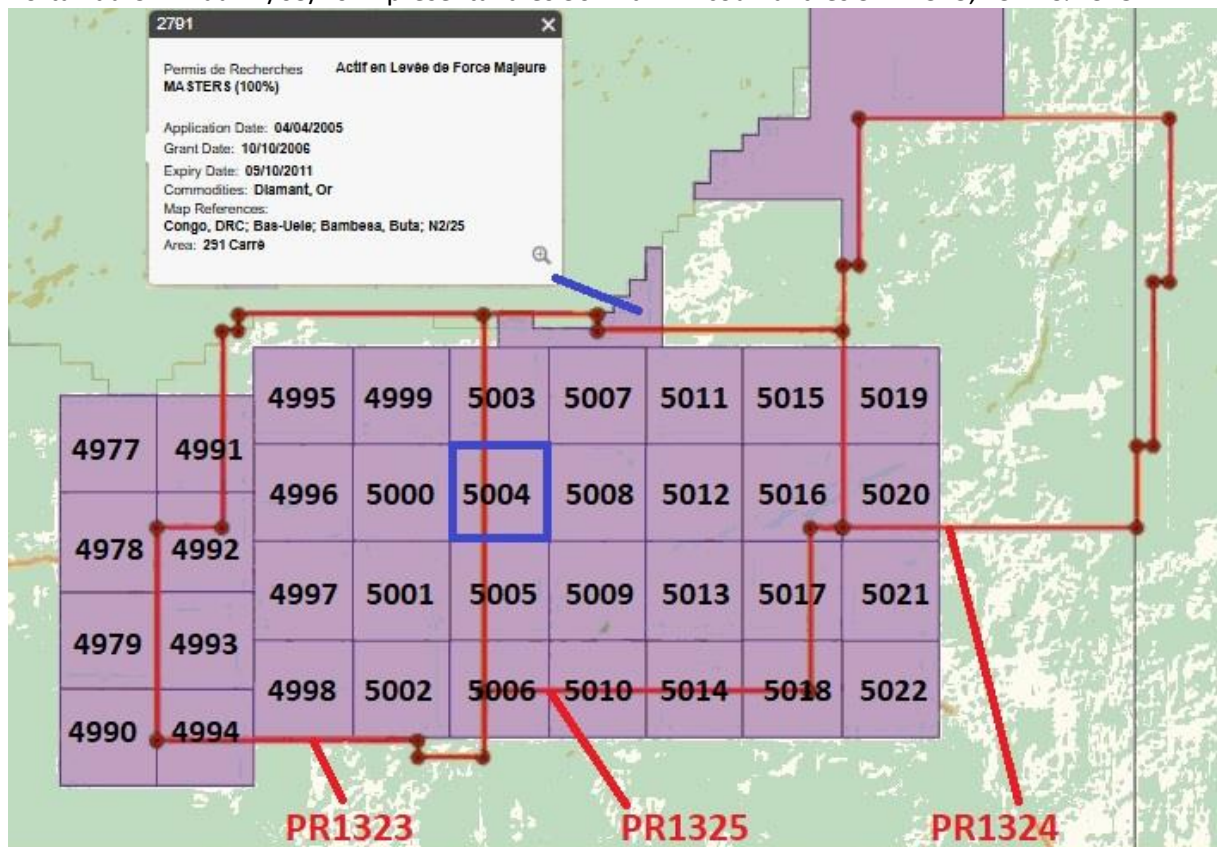 2791
Permis de Recherches Actif en Levée de Force Majeure
MASTERS (100%)
Application Date: 04/04/2005
Grant Date: 10/10/2006
Expiry Date: 09/10/2011
Commodities: Diamant, Or
Map References:
Congo, DRC; Bas-Uele; Bambesa, Buta; N2/25
Area: 291 Carré
4995 4999 5003 5007 5011 5015 5019
4977 4991
4996 5000 5004 5008 5012 5016 5020
4978 4992
4997 5001 5005 5009 5013 5017 5021
4979 4993
4998 5002 5006 5010 5014 5018 5022
4990 4994
PR1323 PR1325 PR1324